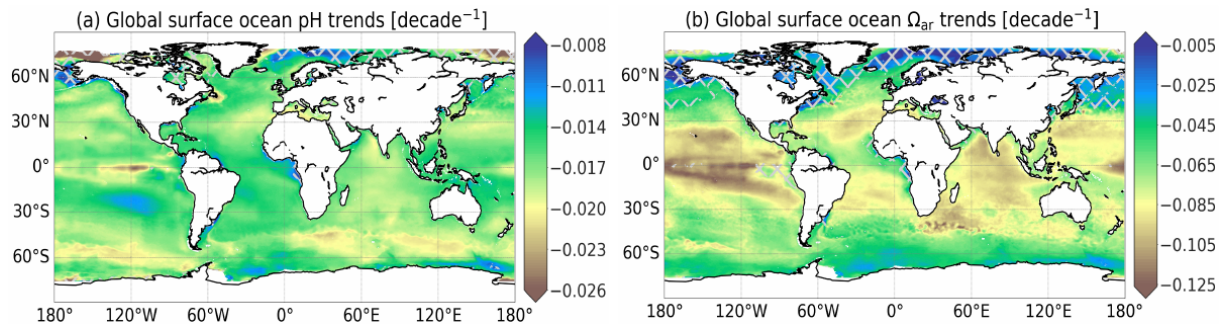 (a) Global surface ocean pH trends [decade⁻¹]
60°N
30°N
0°
30°S
60°S
180°
120°W
60°W
0°
60°E
120°E
180°
−0.008
−0.011
−0.014
−0.017
−0.020
−0.023
−0.026
(b) Global surface ocean Ωar trends [decade⁻¹]
60°N
30°N
0°
30°S
60°S
180°
120°W
60°W
0°
60°E
120°E
180°
−0.005
−0.025
−0.045
−0.065
−0.085
−0.105
−0.125